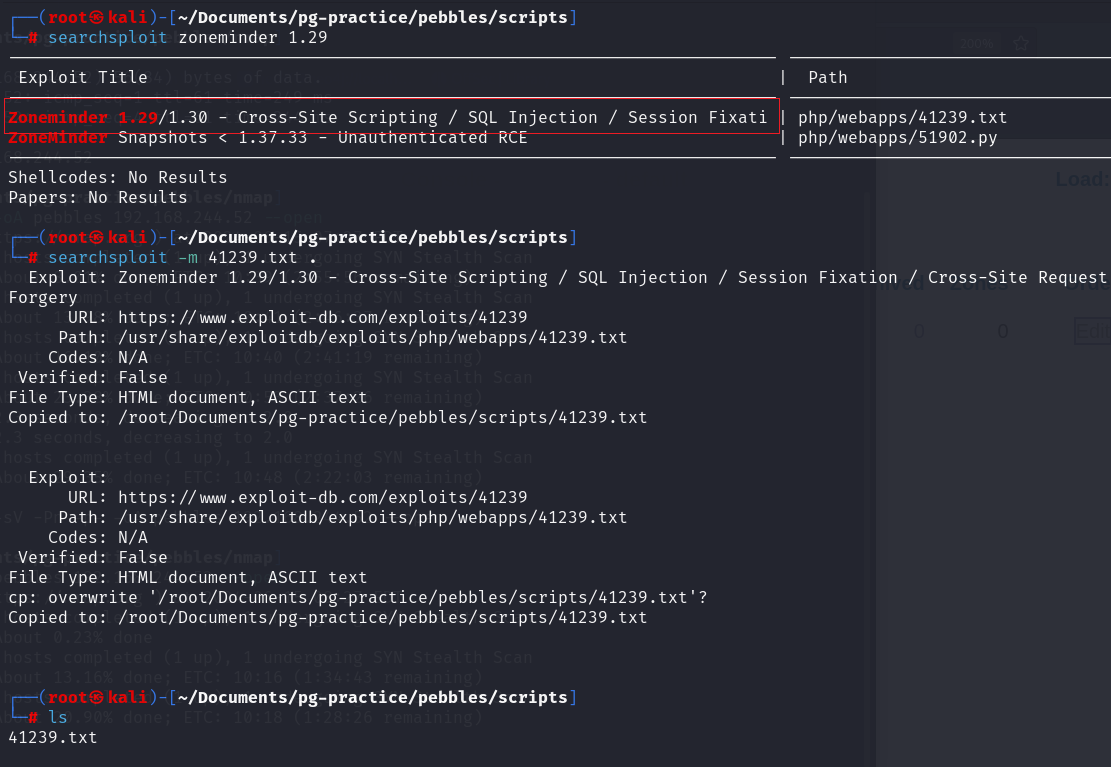 ┌──(root㉿kali)-[~/Documents/pg-practice/pebbles/scripts]
└─# searchsploit zoneminder 1.29
Exploit Title | Path
Zoneminder 1.29/1.30 - Cross-Site Scripting / SQL Injection / Session Fixati | php/webapps/41239.txt
ZoneMinder Snapshots < 1.37.33 - Unauthenticated RCE | php/webapps/51902.py
Shellcodes: No Results
Papers: No Results
┌──(root㉿kali)-[~/Documents/pg-practice/pebbles/scripts]
└─# searchsploit -m 41239.txt .
Exploit: Zoneminder 1.29/1.30 - Cross-Site Scripting / SQL Injection / Session Fixation / Cross-Site Request
Forgery
URL: https://www.exploit-db.com/exploits/41239
Path: /usr/share/exploitdb/exploits/php/webapps/41239.txt
Codes: N/A
Verified: False
File Type: HTML document, ASCII text
Copied to: /root/Documents/pg-practice/pebbles/scripts/41239.txt
Exploit:
URL: https://www.exploit-db.com/exploits/41239
Path: /usr/share/exploitdb/exploits/php/webapps/41239.txt
Codes: N/A
Verified: False
File Type: HTML document, ASCII text
cp: overwrite '/root/Documents/pg-practice/pebbles/scripts/41239.txt'?
Copied to: /root/Documents/pg-practice/pebbles/scripts/41239.txt
┌──(root㉿kali)-[~/Documents/pg-practice/pebbles/scripts]
└─# ls
41239.txt
200%
Load:
0
0
Edit